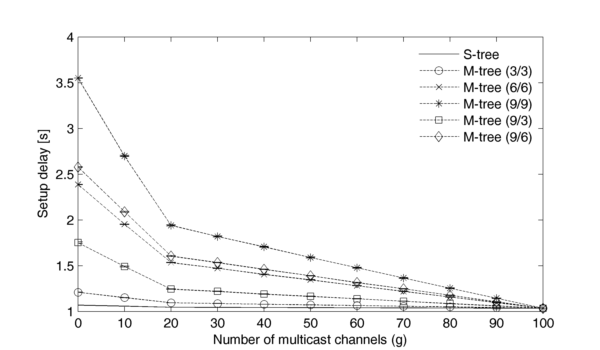 4
3.5
3
2.5
2
1.5
1
Setup delay [s]
S-tree
M-tree (3/3)
M-tree (6/6)
M-tree (9/9)
M-tree (9/3)
M-tree (9/6)
0 10 20 30 40 50 60 70 80 90 100
Number of multicast channels (g)